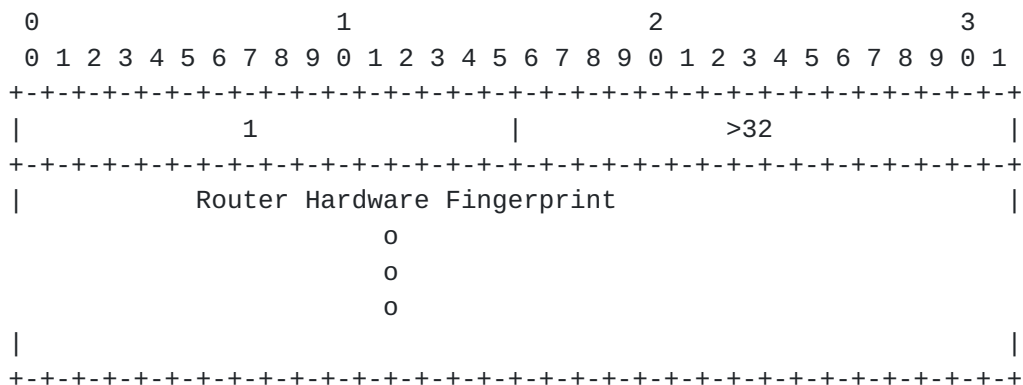 0                   1                   2                   3
 0 1 2 3 4 5 6 7 8 9 0 1 2 3 4 5 6 7 8 9 0 1 2 3 4 5 6 7 8 9 0 1
+-+-+-+-+-+-+-+-+-+-+-+-+-+-+-+-+-+-+-+-+-+-+-+-+-+-+-+-+-+-+-+-+
|              1                |             >32               |
+-+-+-+-+-+-+-+-+-+-+-+-+-+-+-+-+-+-+-+-+-+-+-+-+-+-+-+-+-+-+-+-+
|           Router Hardware Fingerprint                         |
                        o
                        o
                        o
|                                                               |
+-+-+-+-+-+-+-+-+-+-+-+-+-+-+-+-+-+-+-+-+-+-+-+-+-+-+-+-+-+-+-+-+